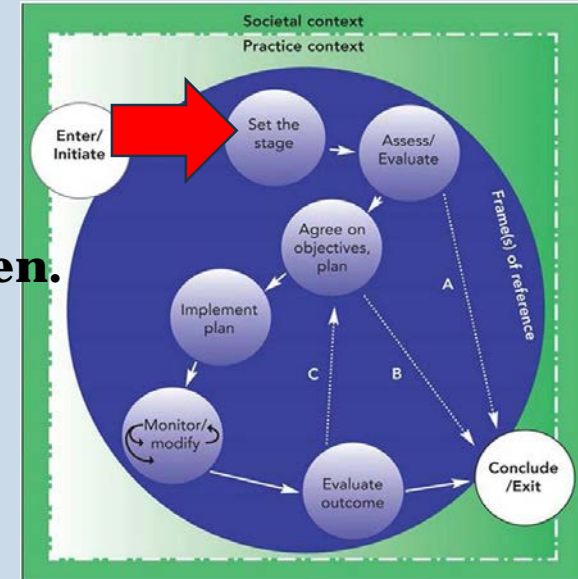 Societal context
Practice context
Enter/
Initiate
Set the
stage
Assess/
Evaluate
Frame(s) of reference
Agree on
objectives,
plan
en.
A
Implement
plan
C
B
Monitor/
modify
Evaluate
outcome
Conclude
/Exit